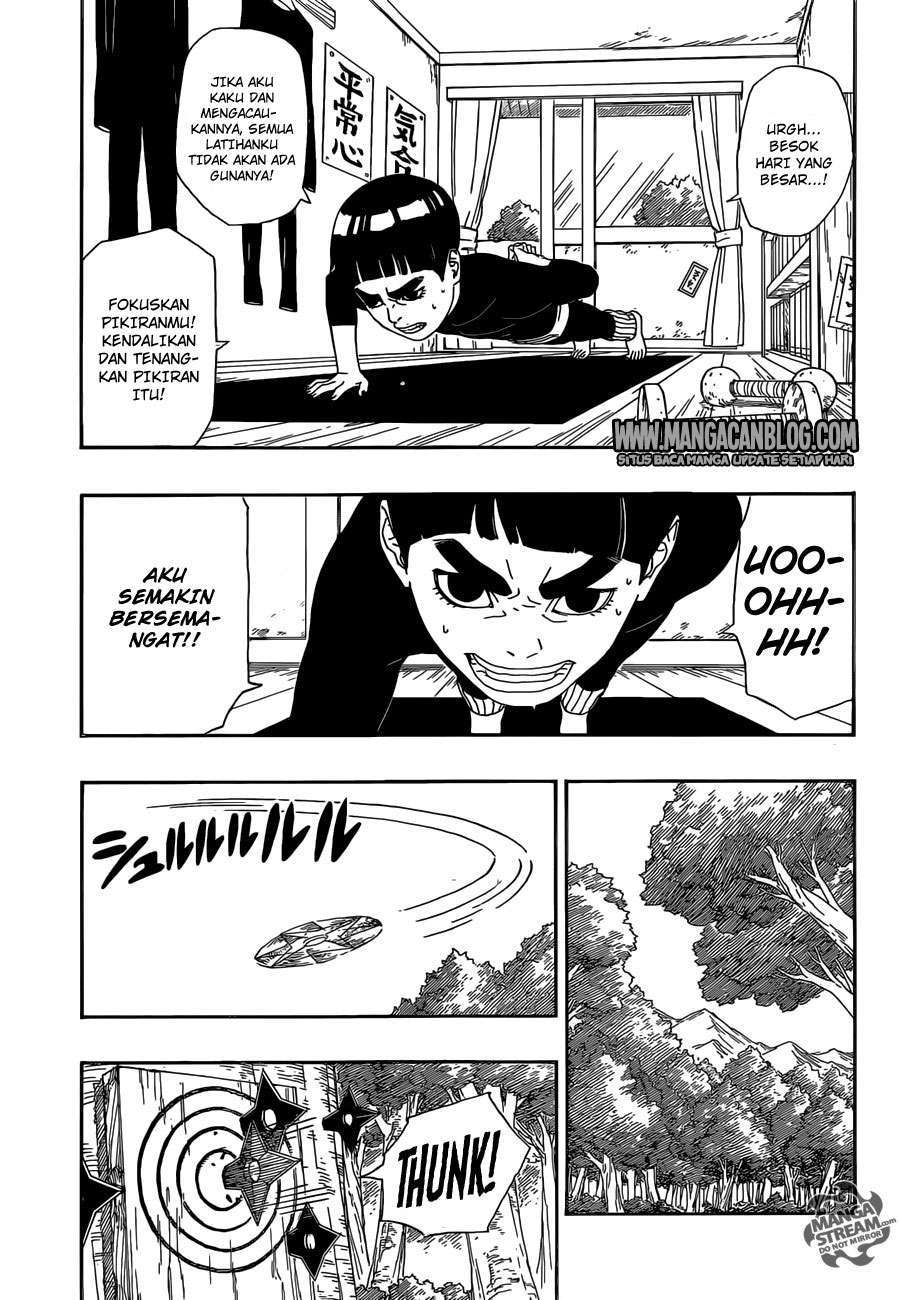 URGH...
BESOK
HARI YANG
BESAR...!
JIKA AKU
KAKU DAN
MENGACAU-
KANNYA, SEMUA
LATIHANKU
TIDAK AKAN ADA
GUNANYA!
気合
平常心
FOKUSKAN
PIKIRANMU!
KENDALIKAN
DAN TENANG-
KAN PIKIRAN
ITU!
WWW.MANGACANBLOG.COM
SITUS BACA MANGA UPDATE SETIAP HARI
UOO-
OHH-
HH!
AKU
SEMAKIN
BERSEMA-
NGAT!!
シュルルルルルル
THUNK!
MANGA
STREAM.com
DO NOT MIRROR!